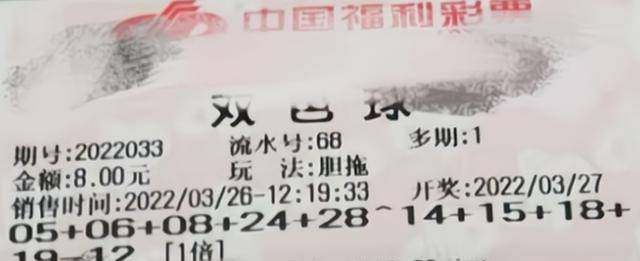 中国福利彩票
双色球
期号:2022033 流水号:68 多期:1
金额:8.00元 玩法:胆拖
销售时间:2022/03/26-12:19:33 开奖:2022/03/27
05+06+08+24+28~14+15+18+
19-12 [1倍]